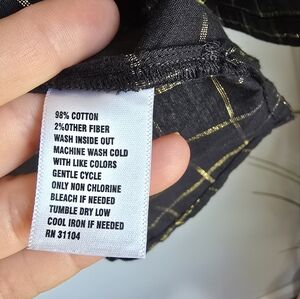 98% COTTON
2%OTHER FIBER
WASH INSIDE OUT
MACHINE WASH COLD
WITH LIKE COLORS
GENTLE CYCLE
ONLY NON CHLORINE
BLEACH IF NEEDED
TUMBLE DRY LOW
COOL IRON IF NEEDED
RN 31104